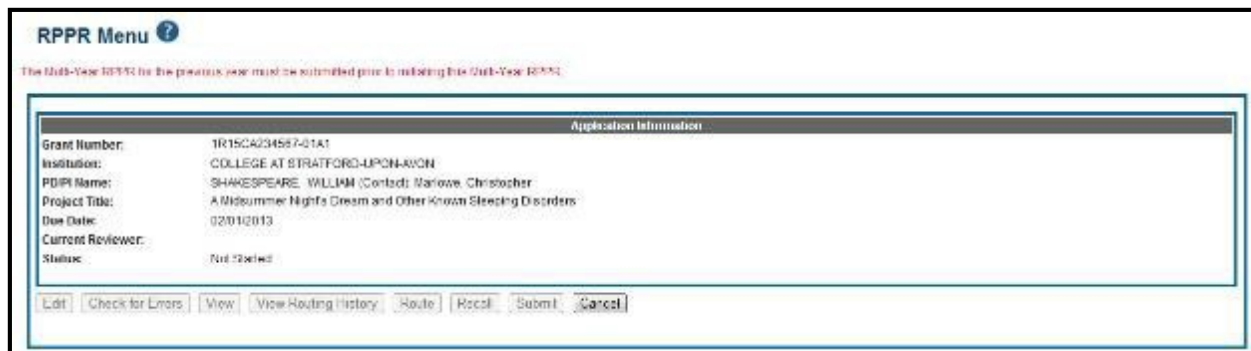 RPPR Menu ?
The Multi-Year RPPR for the previous year must be submitted prior to initiating this Multi-Year RPPR.
Application Information
Grant Number: 1R15CA234567-01A1
Institution: COLLEGE AT STRATFORD-UPON-AVON
PD/PI Name: SHAKESPEARE, WILLIAM (Contact); Marlowe, Christopher
Project Title: A Midsummer Night's Dream and Other Known Sleeping Disorders
Due Date: 02/01/2013
Current Reviewer:
Status: Not Started
Edit Check for Errors View View Routing History Route Recall Submit Cancel